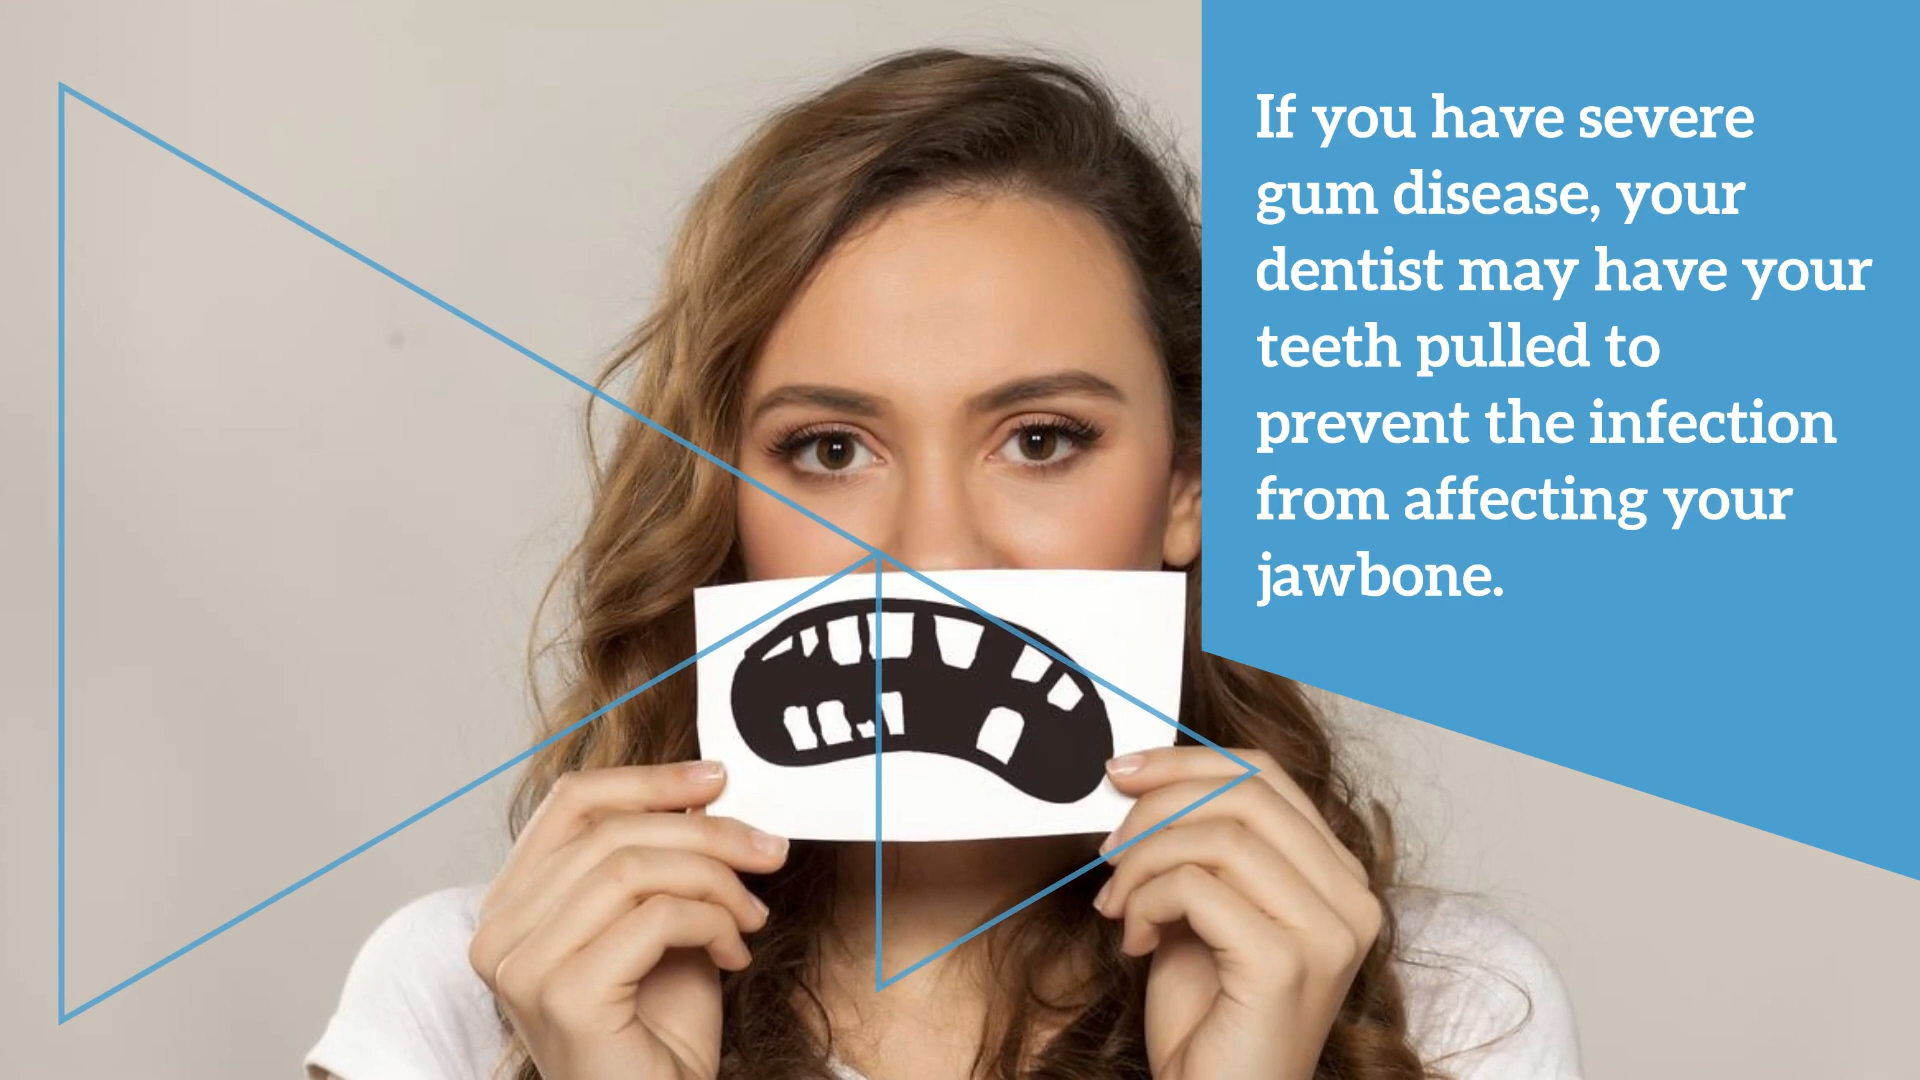 If you have severe
gum disease, your
dentist may have your
teeth pulled to
prevent the infection
from affecting your
jawbone.